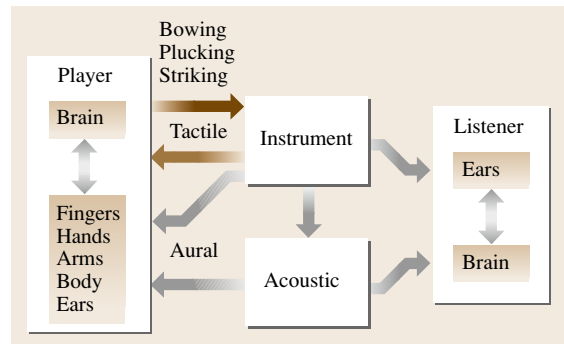 Bowing
Plucking
Striking
Player
Brain
Tactile
Fingers
Hands
Arms
Body
Ears
Aural
Instrument
Acoustic
Listener
Ears
Brain